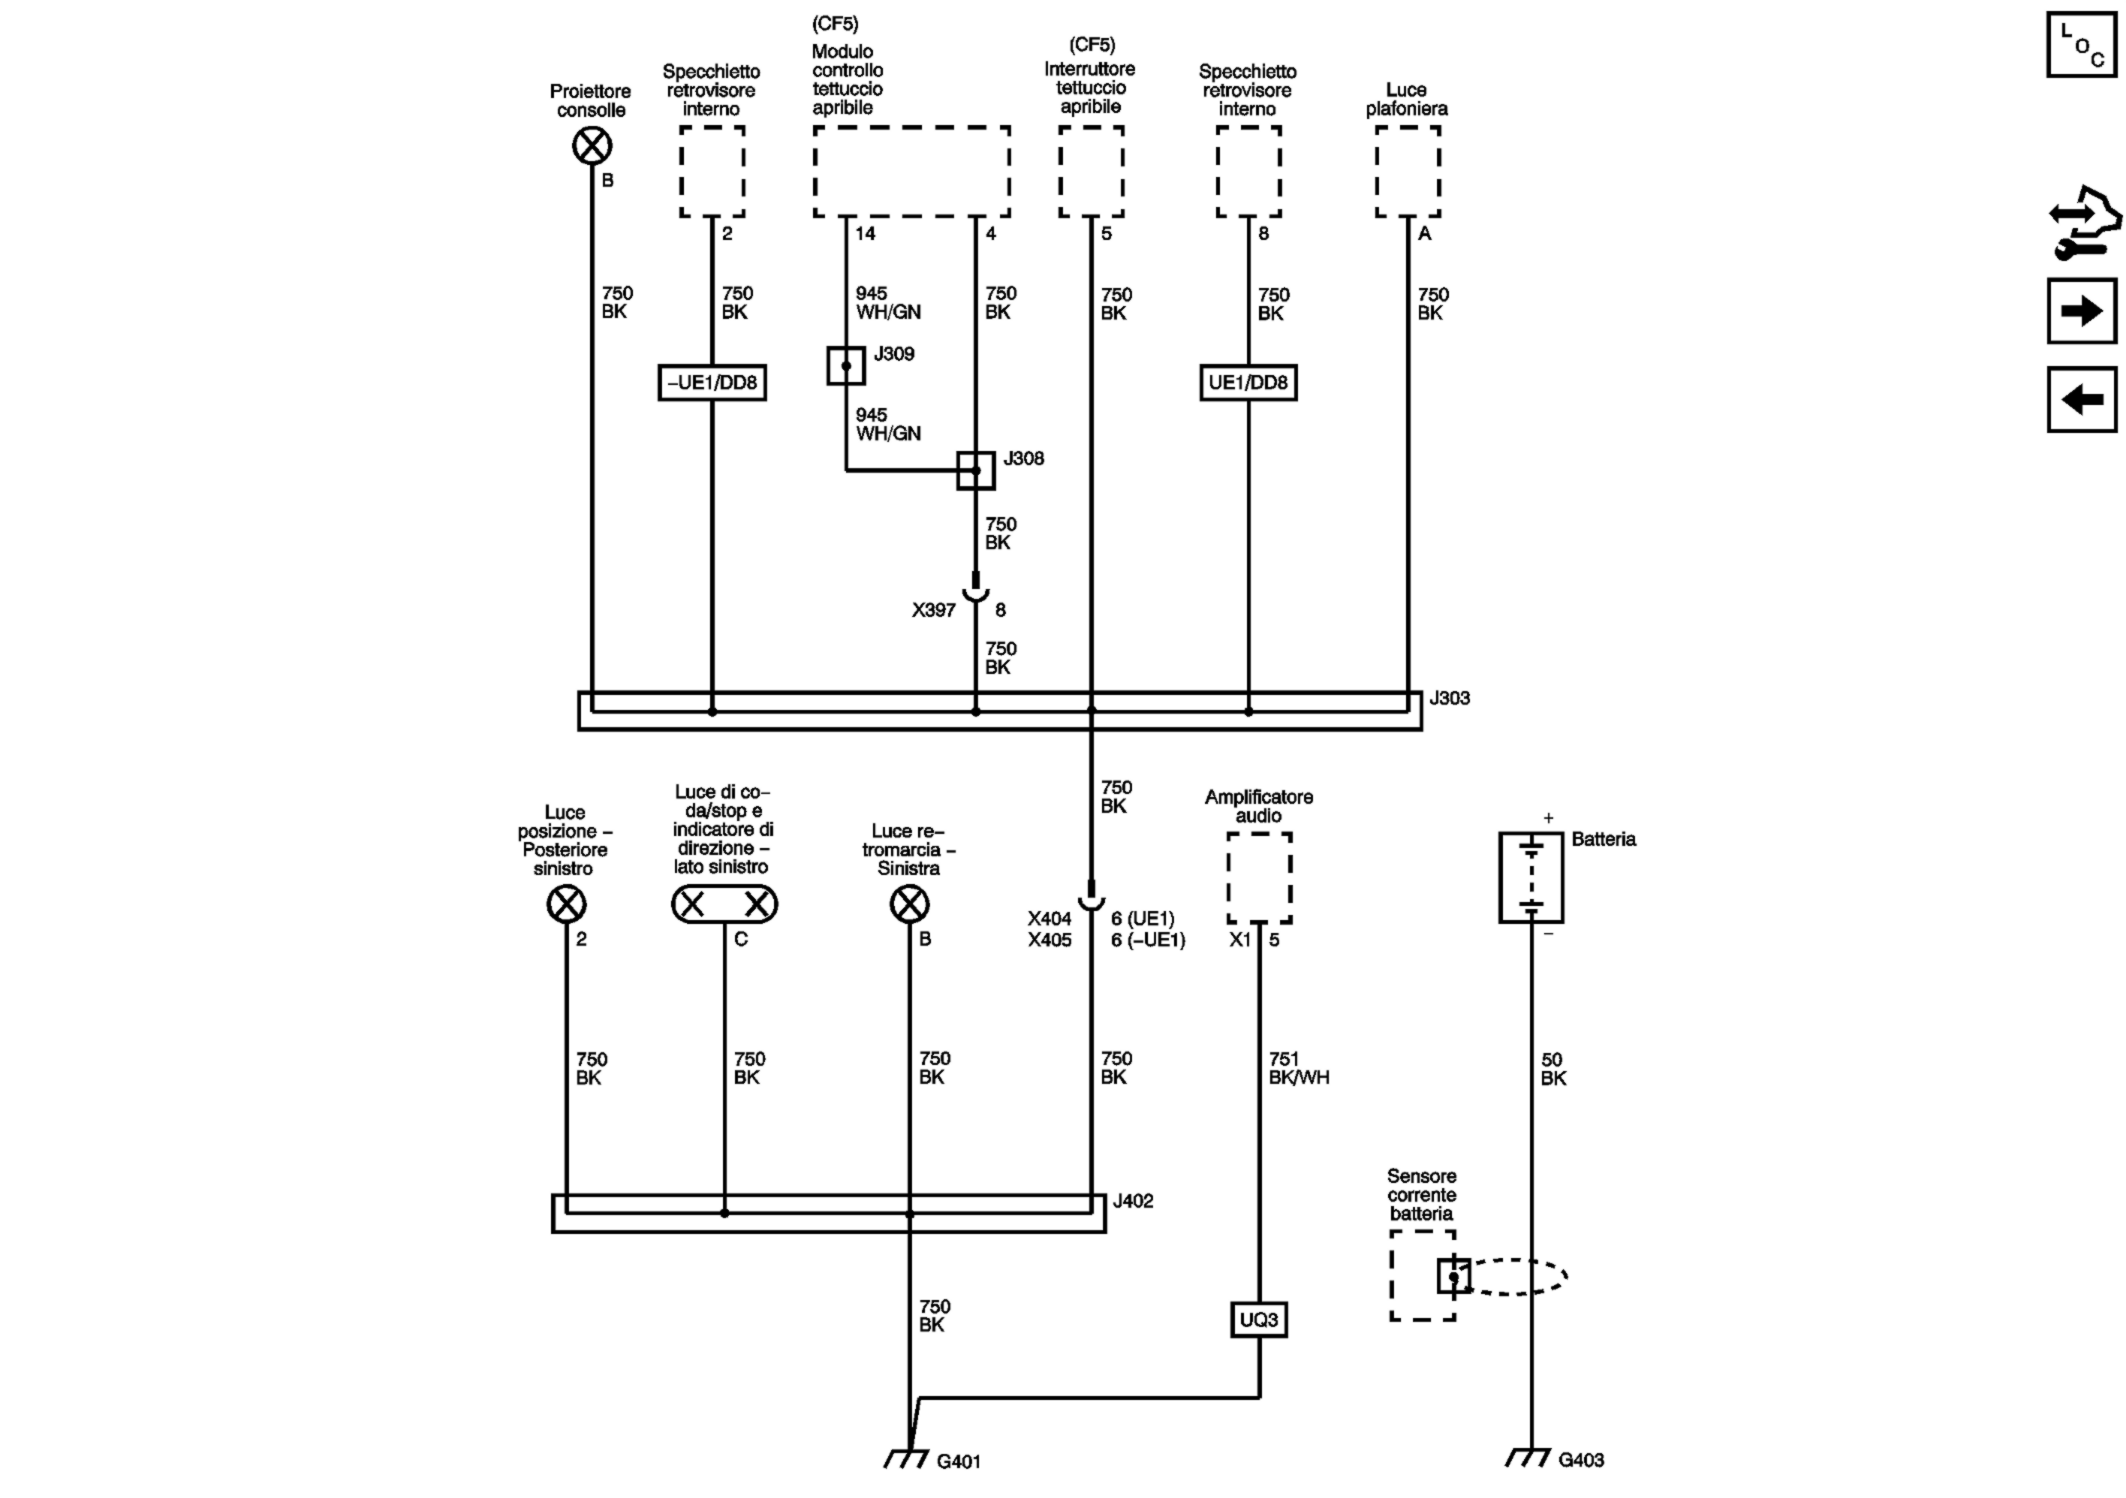 L
O
C
(CF5)
Modulo
controllo
tettuccio
apribile
(CF5)
Interruttore
tettuccio
apribile
Proiettore
consolle
Specchietto
retrovisore
interno
Specchietto
retrovisore
interno
Luce
plafoniera
B
2
14
4
5
8
A
750
BK
750
BK
945
WH/GN
750
BK
750
BK
750
BK
750
BK
J309
–UE1/DD8
UE1/DD8
945
WH/GN
J308
750
BK
X397
8
750
BK
J303
750
BK
Luce
posizione –
Posteriore
sinistro
Luce di co–
da/stop e
indicatore di
direzione –
lato sinistro
Luce re–
tromarcia –
Sinistra
Amplificatore
audio
+
Batteria
–
X404 6 (UE1)
X405 6 (–UE1)
2
C
B
X1 5
750
BK
750
BK
750
BK
750
BK
751
BK/WH
50
BK
J402
Sensore
corrente
batteria
750
BK
UQ3
G401
G403